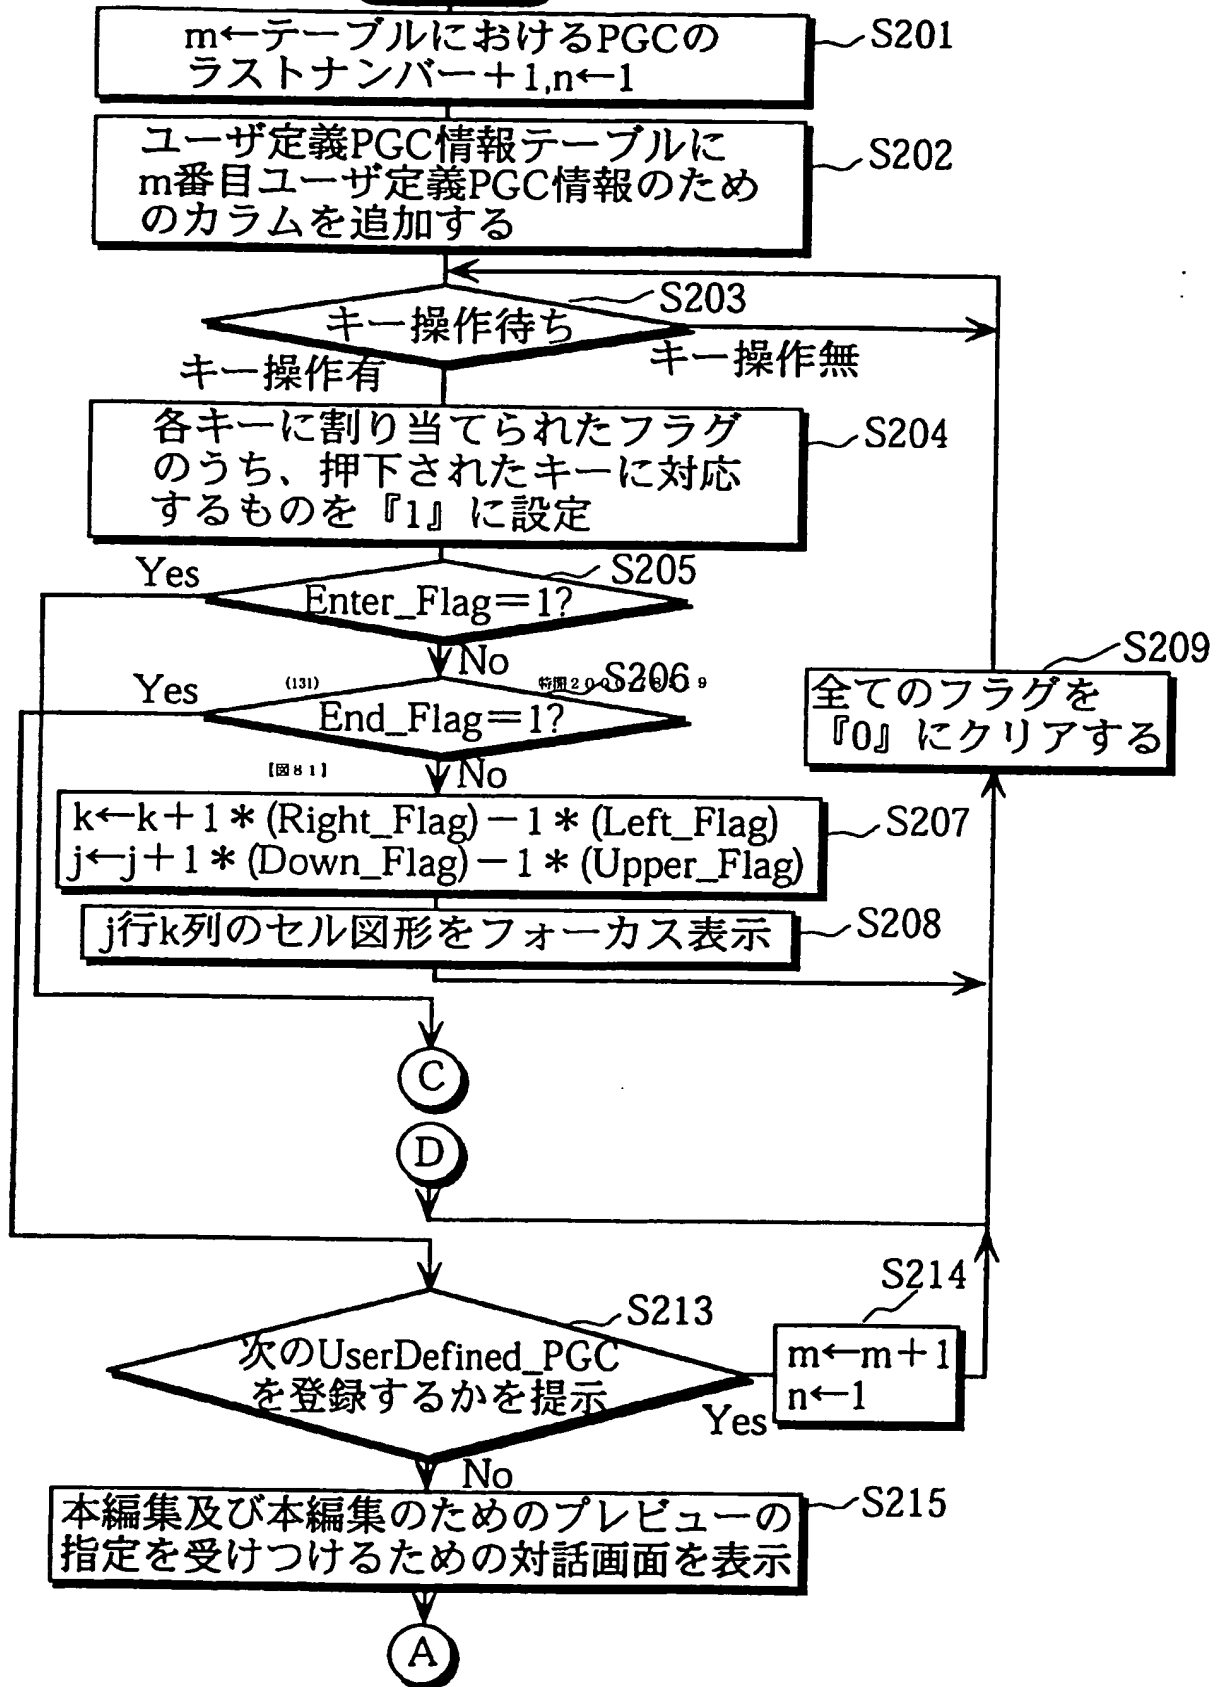 m←テーブルにおけるPGCの
ラストナンバー+1,n←1
S201
ユーザ定義PGC情報テーブルに
m番目ユーザ定義PGC情報のため
のカラムを追加する
S202
キー操作待ち
S203
キー操作無
キー操作有
各キーに割り当てられたフラグ
のうち、押下されたキーに対応
するものを『1』に設定
S204
Enter_Flag=1?
S205
Yes
No
(131)
End_Flag=1?
S206
Yes
No
【図81】
全てのフラグを
『0』にクリアする
S209
k←k+1*(Right_Flag)-1*(Left_Flag)
j←j+1*(Down_Flag)-1*(Upper_Flag)
S207
j行k列のセル図形をフォーカス表示
S208
C
D
次のUserDefined_PGC
を登録するかを提示
S213
Yes
No
m←m+1
n←1
S214
本編集及び本編集のためのプレビューの
指定を受けつけるための対話画面を表示
S215
A